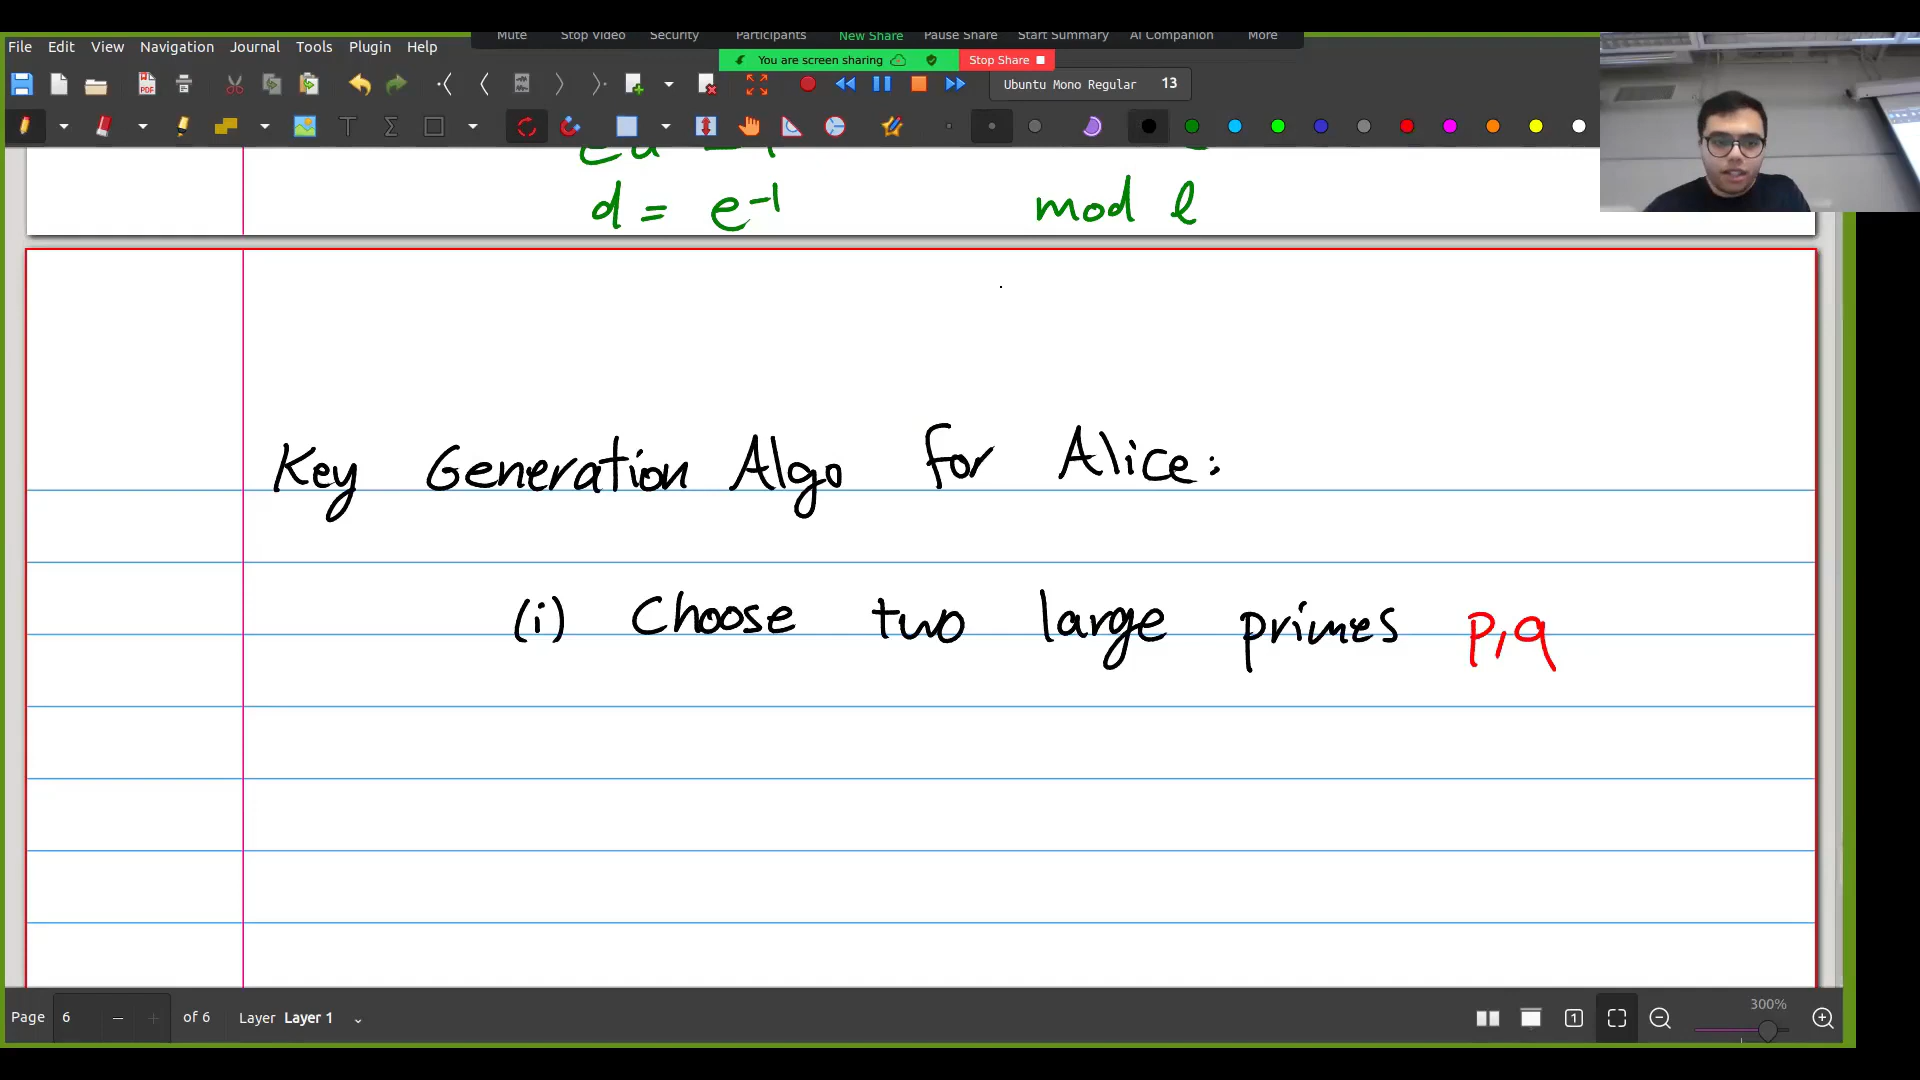 Mute Stop Video Security Participants New Share Pause Share Start Summary AI Companion More
File Edit View Navigation Journal Tools Plugin Help
You are screen sharing Stop Share
PDF
Ubuntu Mono Regular 13
d = e-1 mod l
Key Generation Algo for Alice:
(i) Choose two large primes p,q
Page 6 of 6 Layer Layer 1
1
300%